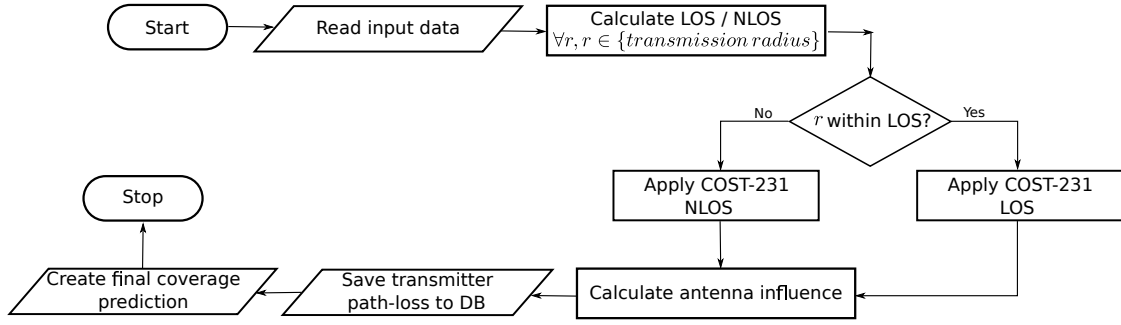 Start
Read input data
Calculate LOS / NLOS
∀r, r ∈ {transmission radius}
r within LOS?
No
Yes
Apply COST-231
NLOS
Apply COST-231
LOS
Stop
Create final coverage
prediction
Save transmitter
path-loss to DB
Calculate antenna influence